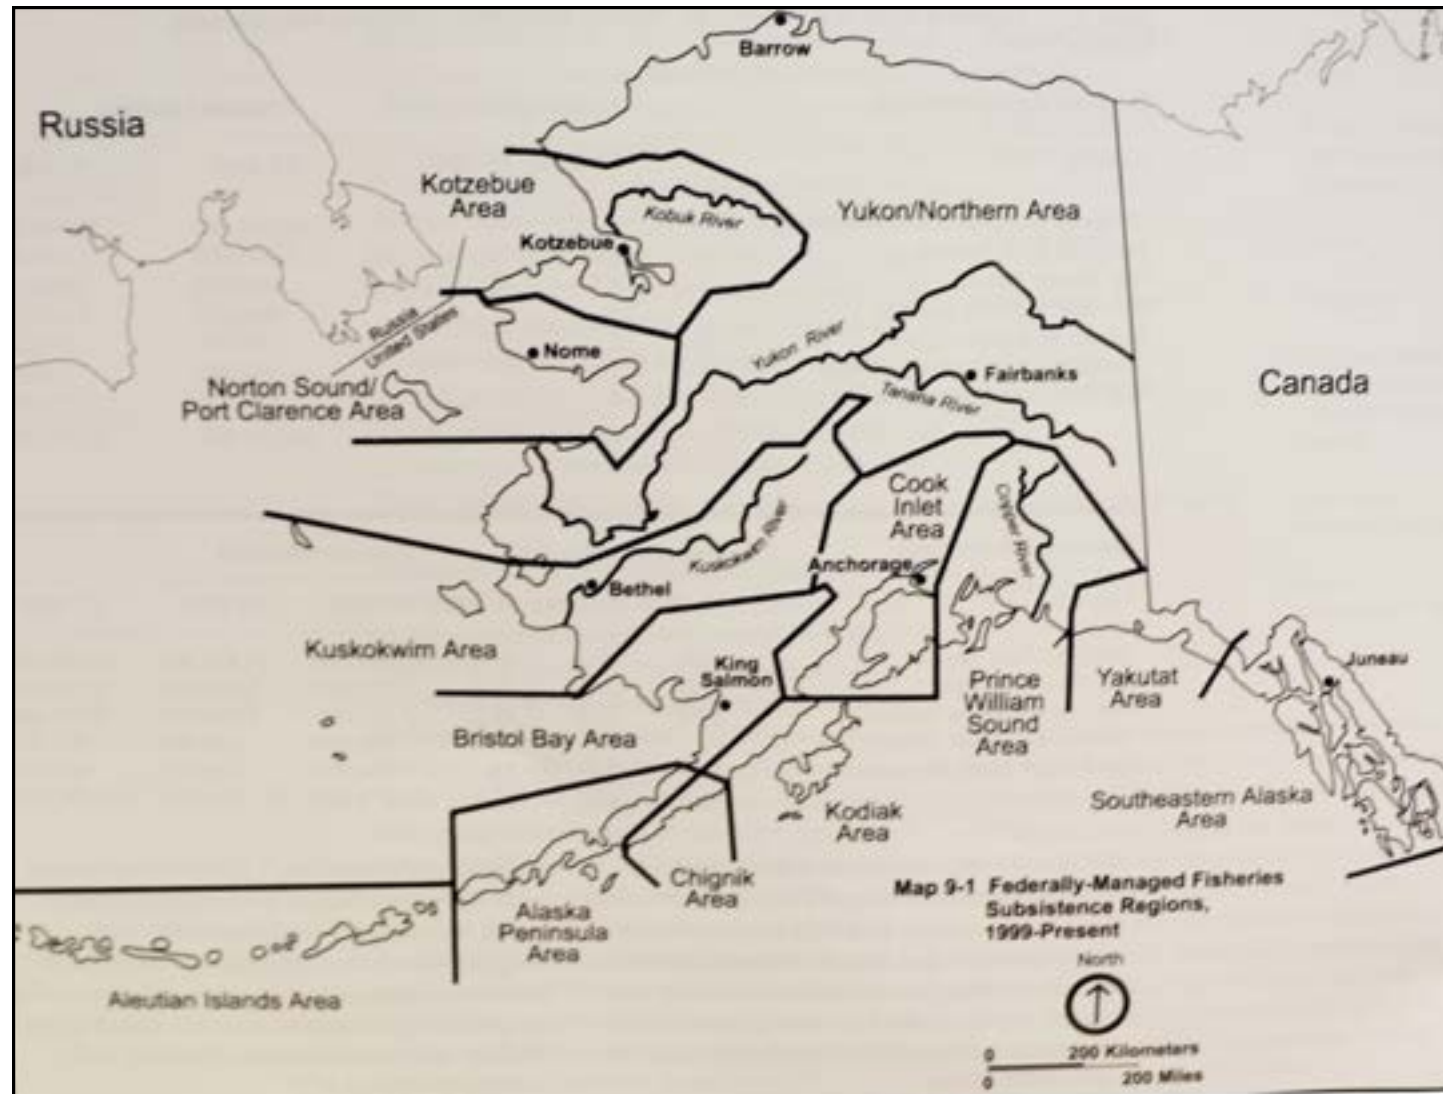 Barrow
Russia
Kotzebue
Area
Yukon/Northern Area
Kobuk River
Kotzebue
Russia
United States
Nome
Yukon River
Norton Sound/
Port Clarence Area
Fairbanks
Tanana River
Canada
Cook
Inlet
Area
Copper River
Kuskokwim River
Anchorage
Bethel
Kuskokwim Area
King
Salmon
Juneau
Prince
William
Sound
Area
Yakutat
Area
Bristol Bay Area
Southeastern Alaska
Area
Kodiak
Area
Chignik
Area
Alaska
Peninsula
Area
Aleutian Islands Area
Map 9-1 Federally-Managed Fisheries
Subsistence Regions,
1999-Present
North
0 200 Kilometers
0 200 Miles